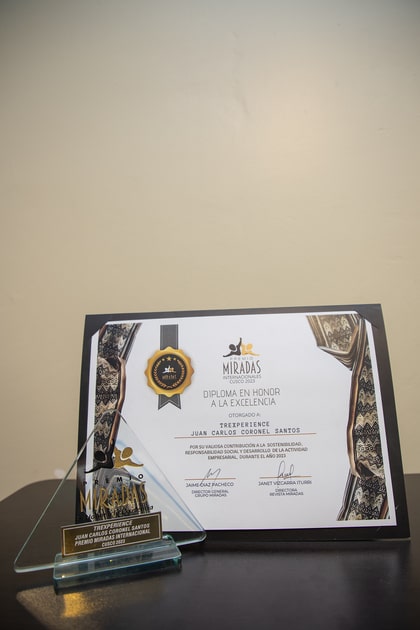 PREMIO
MIRADAS
INTERNACIONALES
CUSCO 2023
DIPLOMA EN HONOR
A LA EXCELENCIA
OTORGADO A:
TREXPERIENCE
JUAN CARLOS CORONEL SANTOS
POR SU VALIOSA CONTRIBUCIÓN A LA SOSTENIBILIDAD,
RESPONSABILIDAD SOCIAL Y DESARROLLO DE LA ACTIVIDAD
EMPRESARIAL, DURANTE EL AÑO 2023
JAIME DIAZ PACHECO
DIRECTOR GENERAL
GRUPO MIRADAS
JANET VIZCARRA ITURRI
DIRECTORA
REVISTA MIRADAS
MIRADAS
TREXPERIENCE
JUAN CARLOS CORONEL SANTOS
PREMIO MIRADAS INTERNACIONAL
CUSCO 2023